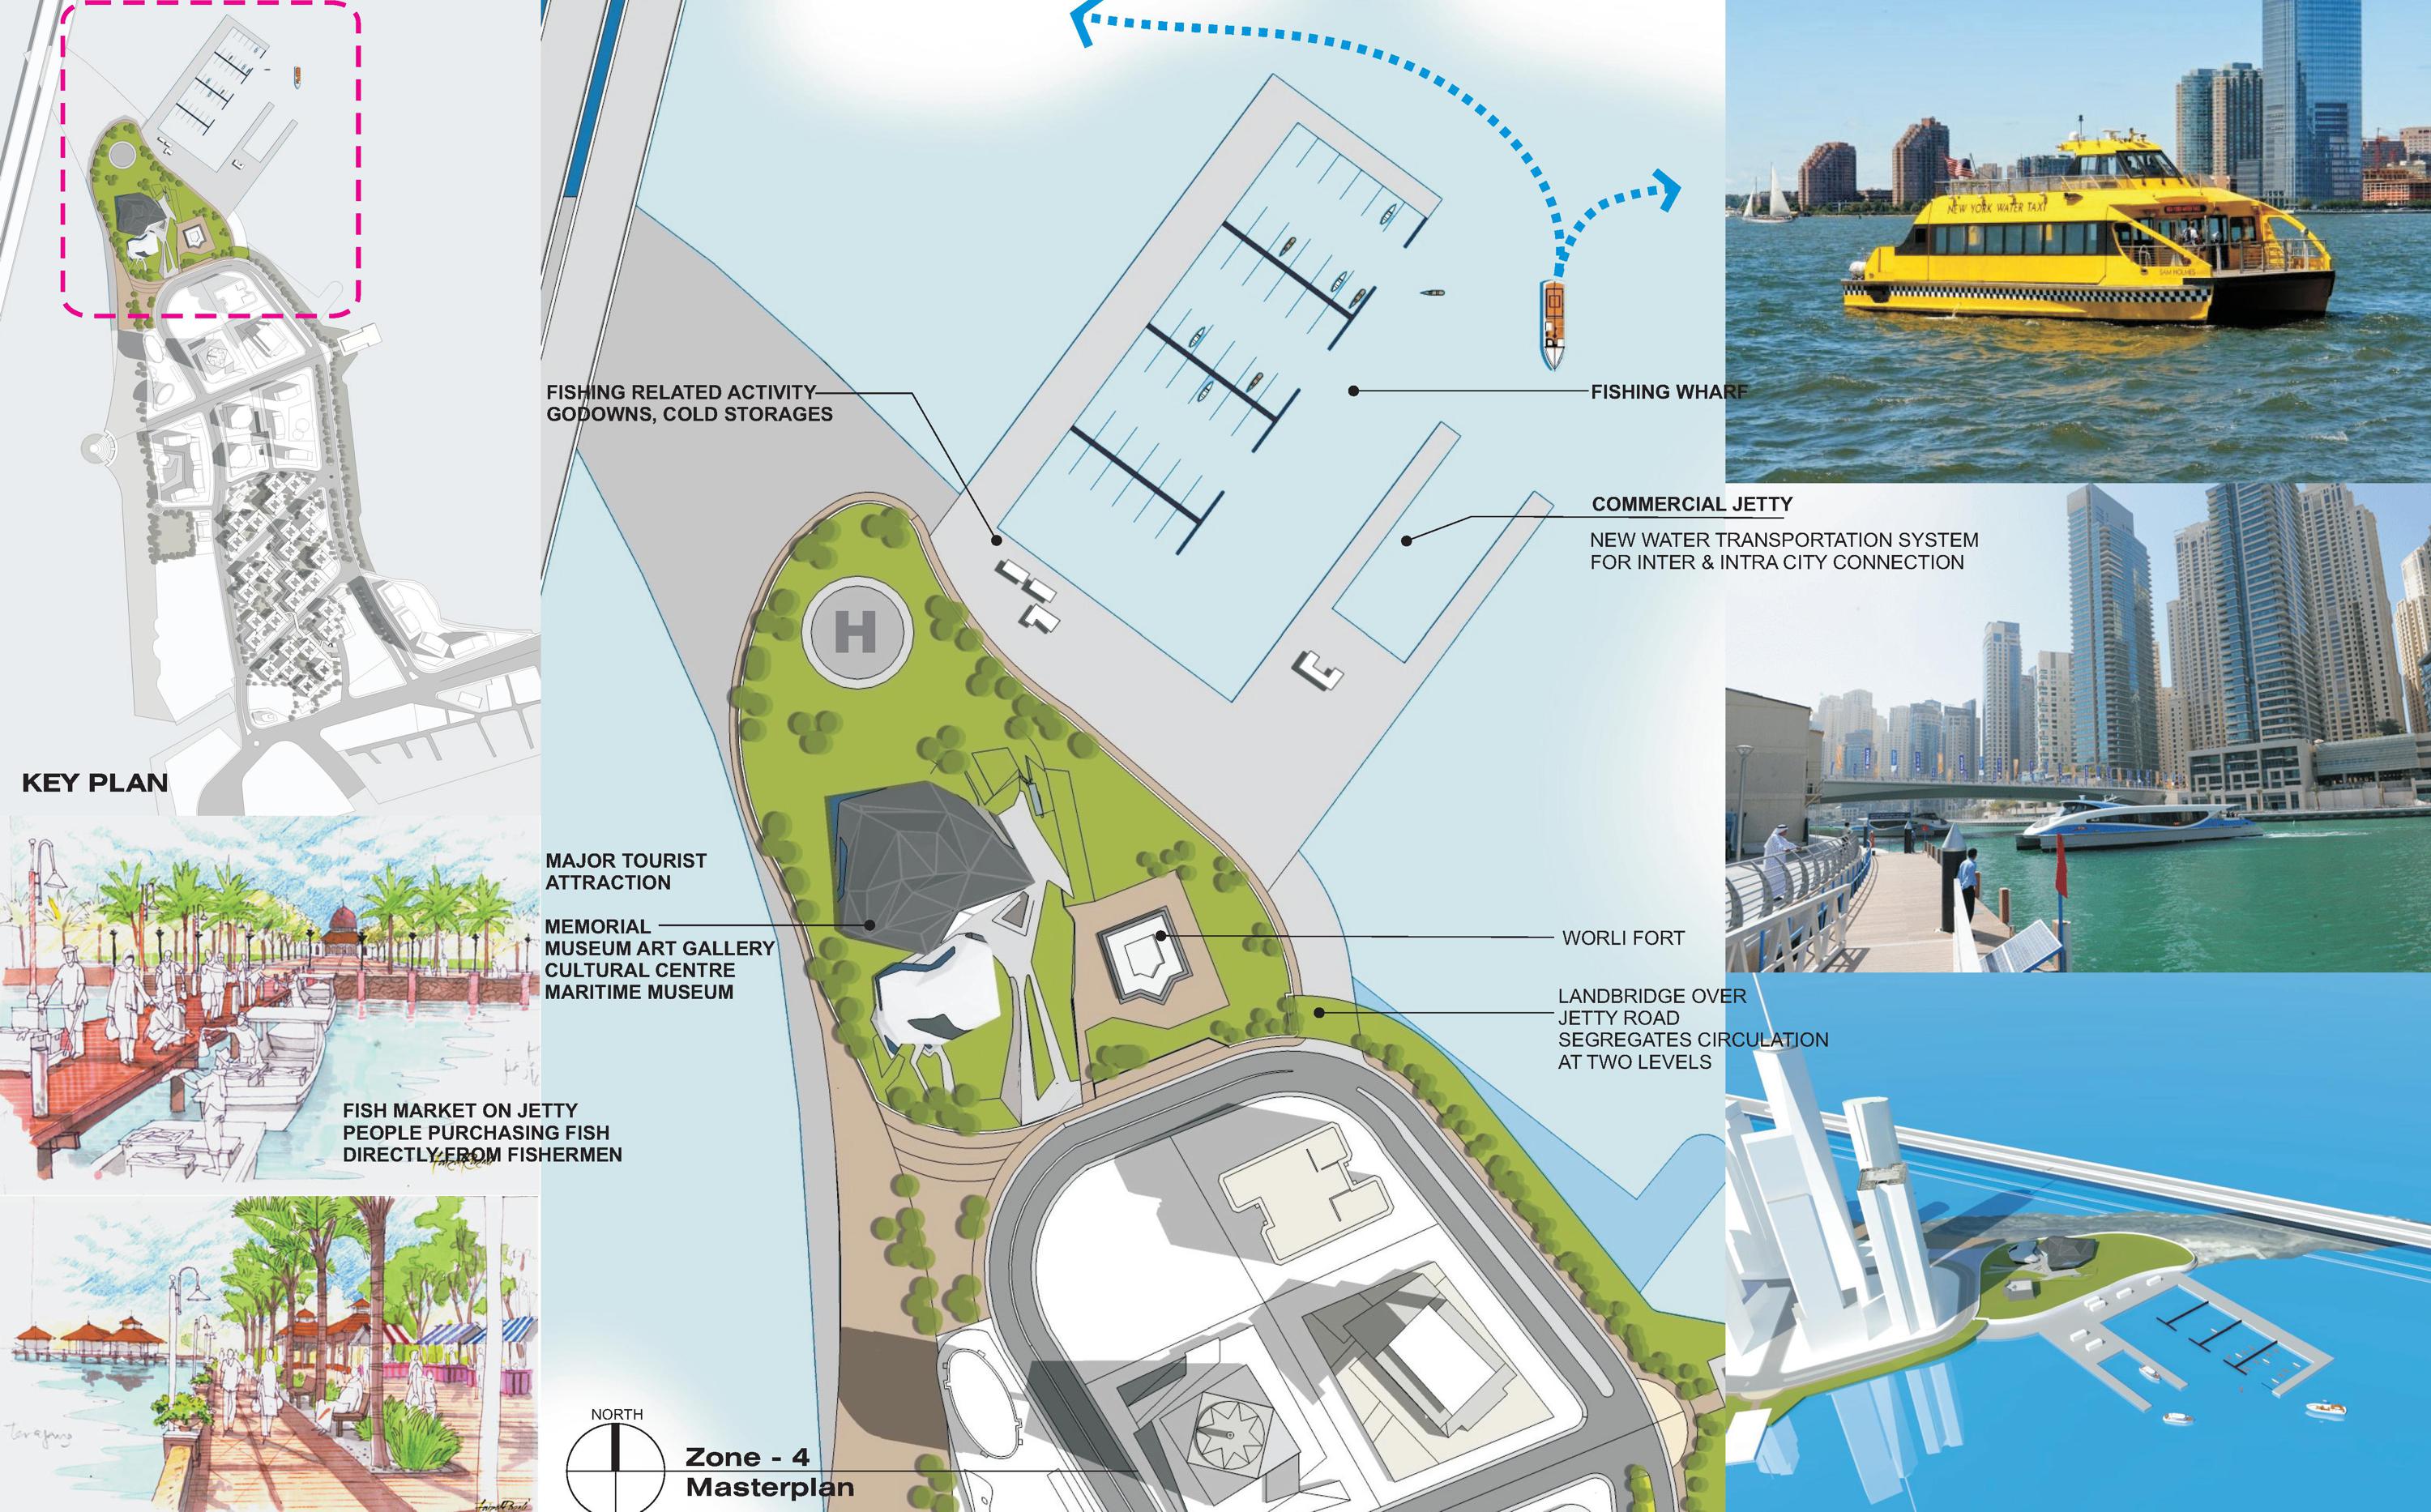 KEY PLAN
FISHING RELATED ACTIVITY
GODOWNS, COLD STORAGES
FISHING WHARF
COMMERCIAL JETTY
NEW WATER TRANSPORTATION SYSTEM
FOR INTER & INTRA CITY CONNECTION
H
MAJOR TOURIST
ATTRACTION
MEMORIAL
MUSEUM ART GALLERY
CULTURAL CENTRE
MARITIME MUSEUM
WORLI FORT
LANDBRIDGE OVER
JETTY ROAD
SEGREGATES CIRCULATION
AT TWO LEVELS
FISH MARKET ON JETTY
PEOPLE PURCHASING FISH
DIRECTLY FROM FISHERMEN
NORTH
Zone - 4
Masterplan
NEW YORK WATER TAXI
SAM HOLMES